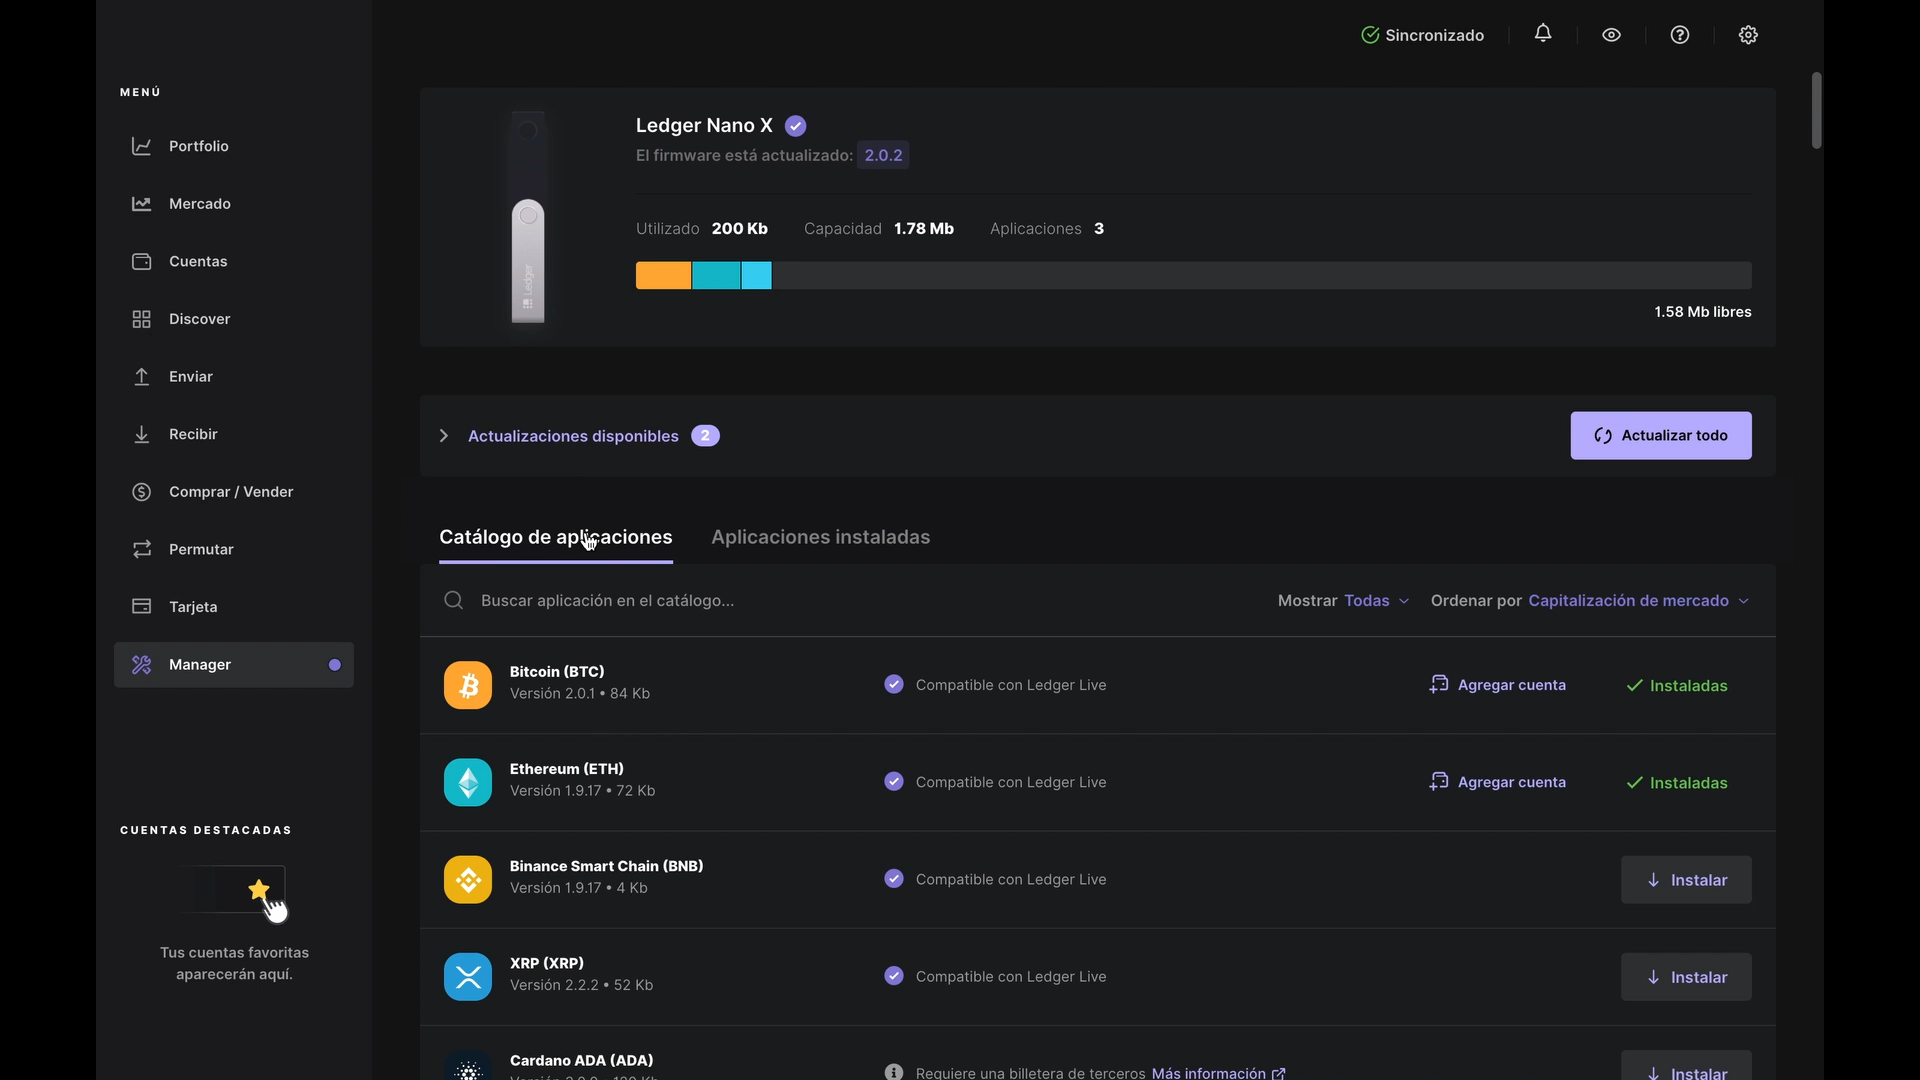 Sincronizado
MENÚ
Portfolio
Mercado
Cuentas
Discover
Enviar
Recibir
Comprar / Vender
Permutar
Tarjeta
Manager
CUENTAS DESTACADAS
Tus cuentas favoritas
aparecerán aquí.
Ledger
Ledger Nano X
El firmware está actualizado: 2.0.2
Utilizado 200 Kb Capacidad 1.78 Mb Aplicaciones 3
1.58 Mb libres
Actualizaciones disponibles 2
Actualizar todo
Catálogo de aplicaciones Aplicaciones instaladas
Buscar aplicación en el catálogo... Mostrar Todas Ordenar por Capitalización de mercado
Bitcoin (BTC)
Versión 2.0.1 • 84 Kb
Compatible con Ledger Live
Agregar cuenta
Instaladas
Ethereum (ETH)
Versión 1.9.17 • 72 Kb
Compatible con Ledger Live
Agregar cuenta
Instaladas
Binance Smart Chain (BNB)
Versión 1.9.17 • 4 Kb
Compatible con Ledger Live
Instalar
XRP (XRP)
Versión 2.2.2 • 52 Kb
Compatible con Ledger Live
Instalar
Cardano ADA (ADA)
Requiere una billetera de terceros Más información
Instalar